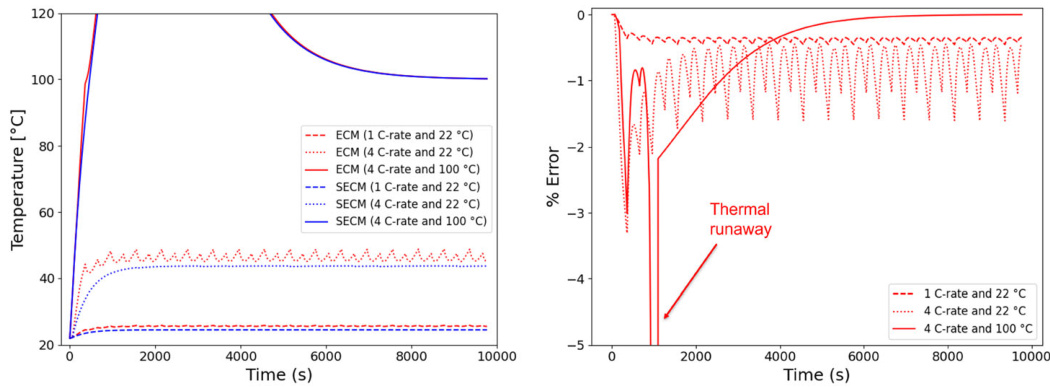 120
100
80
60
40
20
Temperature [°C]
ECM (1 C-rate and 22 °C)
ECM (4 C-rate and 22 °C)
ECM (4 C-rate and 100 °C)
SECM (1 C-rate and 22 °C)
SECM (4 C-rate and 22 °C)
SECM (4 C-rate and 100 °C)
0 2000 4000 6000 8000 10000
Time (s)
0
-1
-2
-3
-4
-5
% Error
Thermal
runaway
1 C-rate and 22 °C
4 C-rate and 22 °C
4 C-rate and 100 °C
0 2000 4000 6000 8000 10000
Time (s)